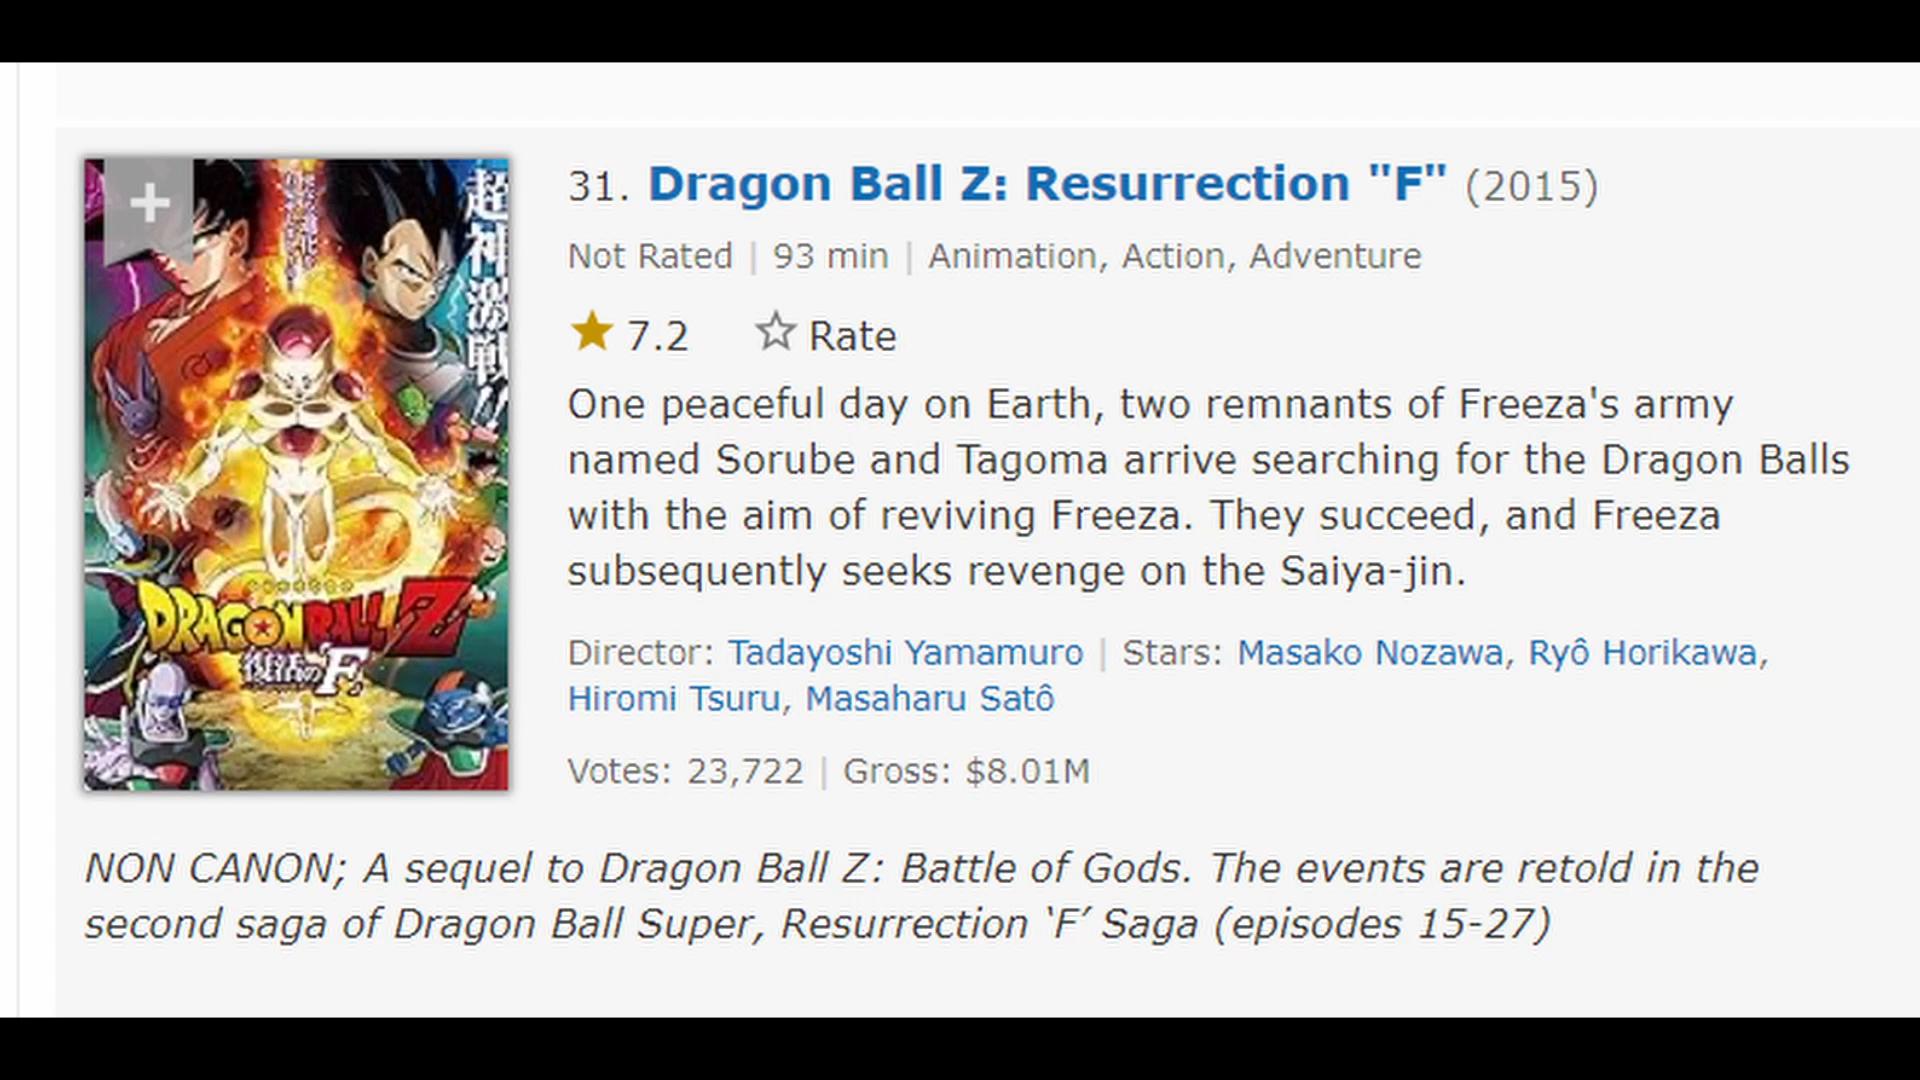 超神激戦!!
31. Dragon Ball Z: Resurrection "F" (2015)
Not Rated | 93 min | Animation, Action, Adventure
7.2 Rate
One peaceful day on Earth, two remnants of Freeza's army
named Sorube and Tagoma arrive searching for the Dragon Balls
with the aim of reviving Freeza. They succeed, and Freeza
subsequently seeks revenge on the Saiya-jin.
DRAGON BALL Z
復活の「F」
Director: Tadayoshi Yamamuro | Stars: Masako Nozawa, Ryô Horikawa,
Hiromi Tsuru, Masaharu Satô
Votes: 23,722 | Gross: $8.01M
NON CANON; A sequel to Dragon Ball Z: Battle of Gods. The events are retold in the
second saga of Dragon Ball Super, Resurrection ‘F’ Saga (episodes 15-27)